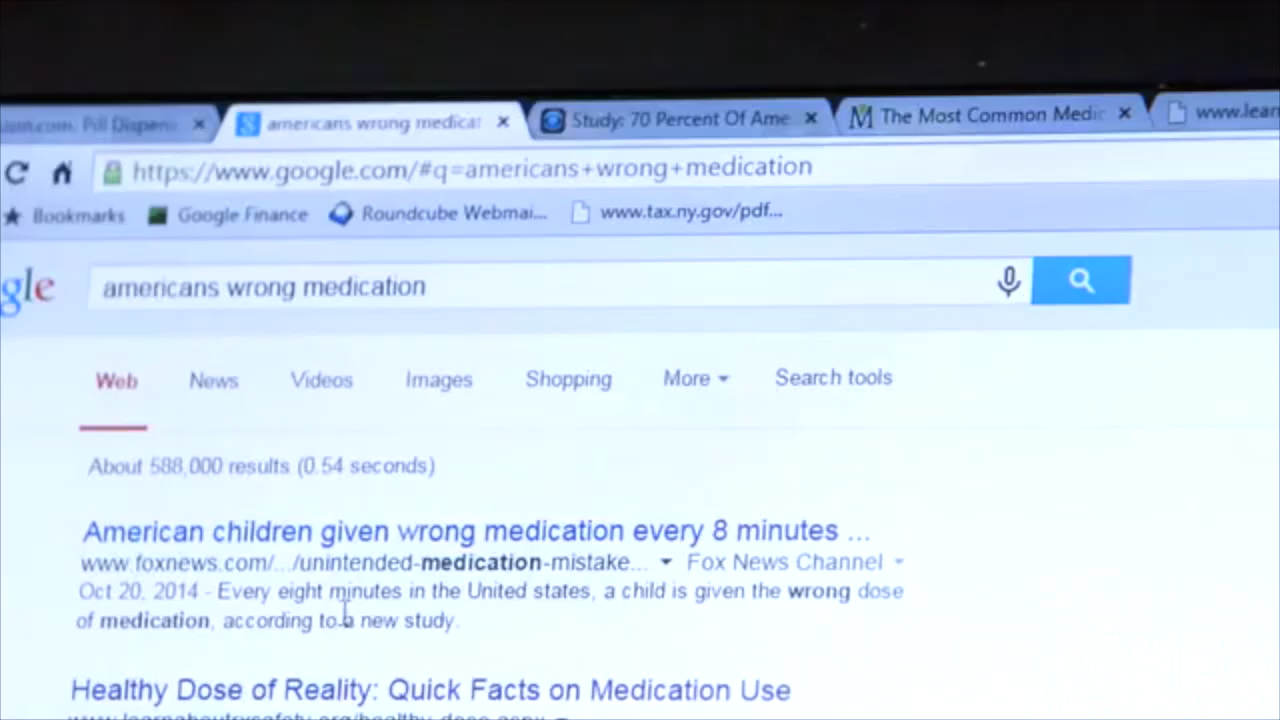 americans wrong medicat
Study: 70 Percent Of Ame
The Most Common Medic
www.lear
https://www.google.com/#q=americans+wrong+medication
Bookmarks Google Finance Roundcube Webmai... www.tax.ny.gov/pdf...
gle americans wrong medication
Web News Videos Images Shopping More Search tools
About 588,000 results (0.54 seconds)
American children given wrong medication every 8 minutes ...
www.foxnews.com/.../unintended-medication-mistake... Fox News Channel
Oct 20, 2014 - Every eight minutes in the United states, a child is given the wrong dose
of medication, according to a new study.
Healthy Dose of Reality: Quick Facts on Medication Use